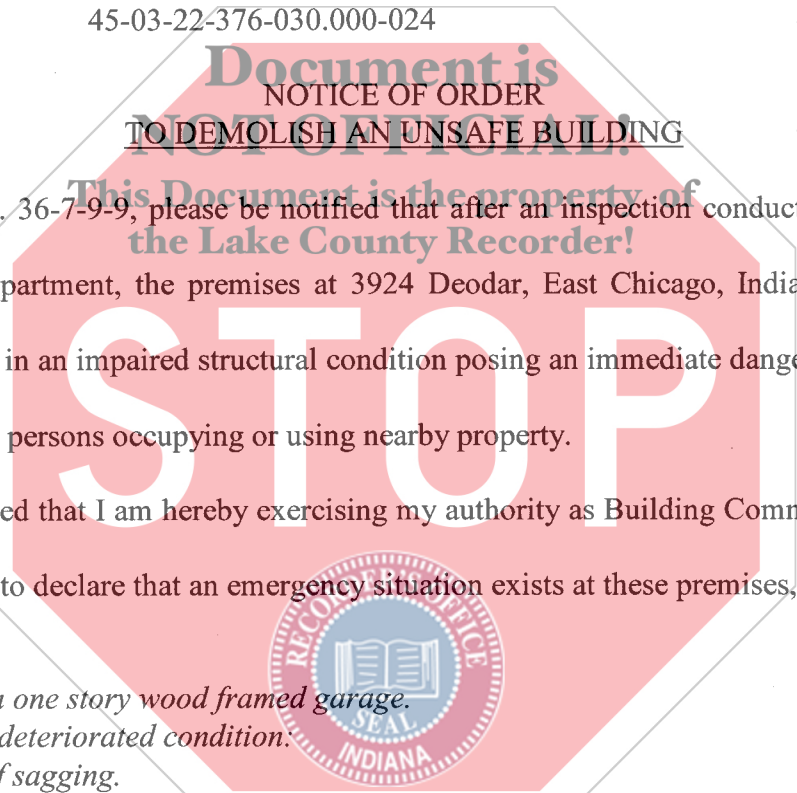 45-03-22-376-030.000-024
Document is
NOTICE OF ORDER
NOT OFFICIAL!
TO DEMOLISH AN UNSAFE BUILDING
This Document is the property of
. 36-7-9-9, please be notified that after an inspection conduct
the Lake County Recorder!
partment, the premises at 3924 Deodar, East Chicago, India
STOP
in an impaired structural condition posing an immediate dange
persons occupying or using nearby property.
ed that I am hereby exercising my authority as Building Comm
to declare that an emergency situation exists at these premises,
RECORDER'S OFFICE
SEAL
INDIANA
one story wood framed garage.
deteriorated condition:
f sagging.